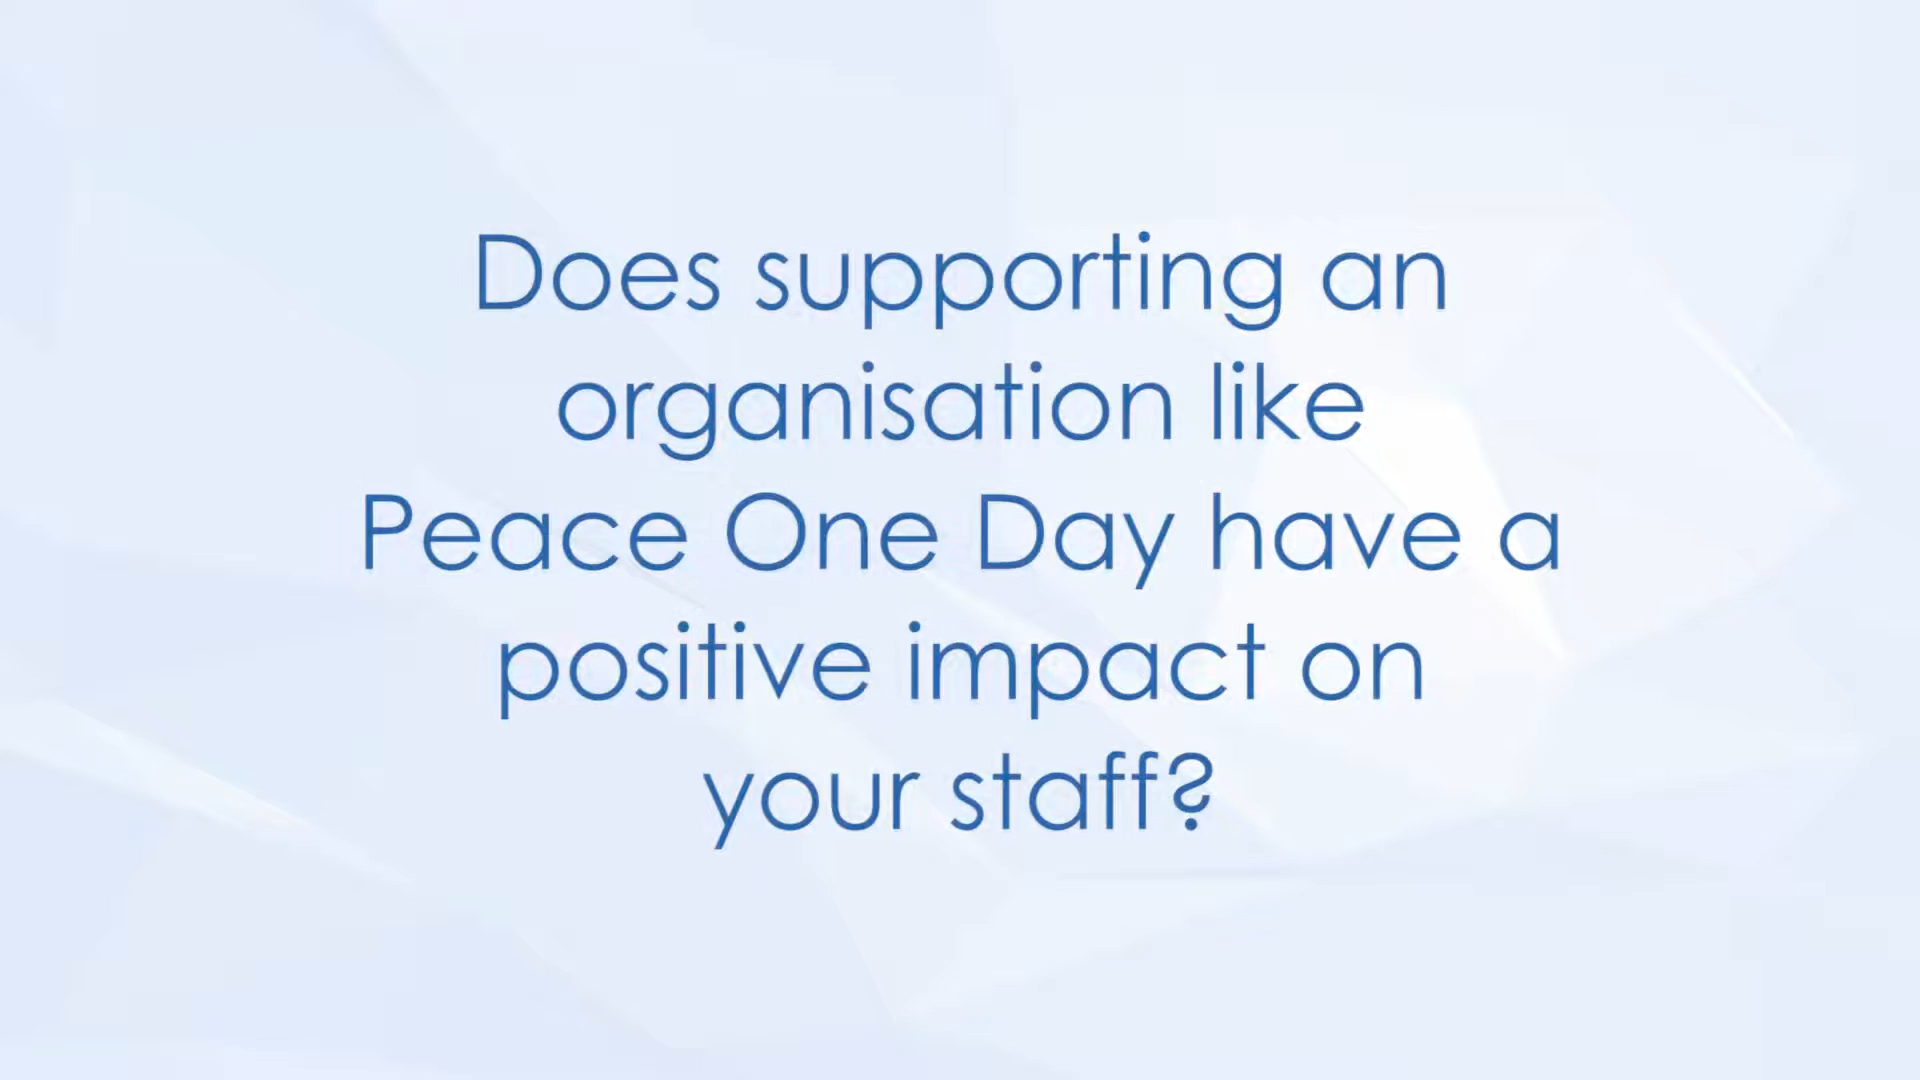 Does supporting an
organisation like
Peace One Day have a
positive impact on
your staff?